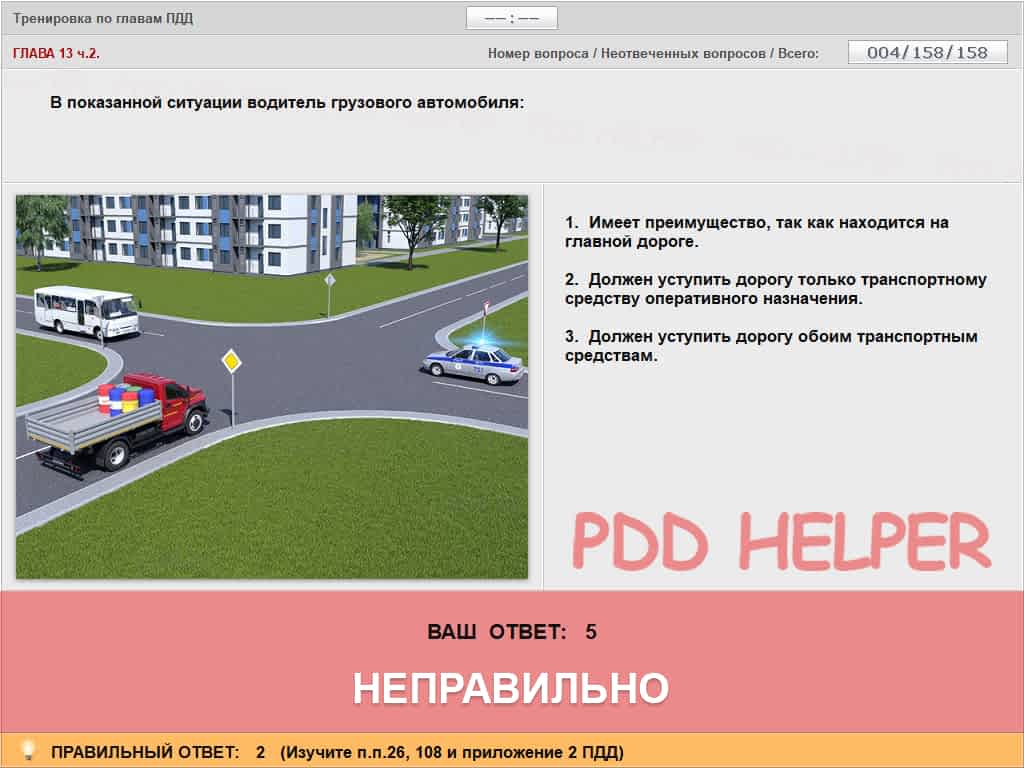 Тренировка по главам ПДД
–– : ––
ГЛАВА 13 ч.2.
Номер вопроса / Неотвеченных вопросов / Всего:
004/158/158
В показанной ситуации водитель грузового автомобиля:
1. Имеет преимущество, так как находится на
главной дороге.
2. Должен уступить дорогу только транспортному
средству оперативного назначения.
3. Должен уступить дорогу обоим транспортным
средствам.
PDD HELPER
ВАШ ОТВЕТ: 5
НЕПРАВИЛЬНО
ПРАВИЛЬНЫЙ ОТВЕТ: 2 (Изучите п.п.26, 108 и приложение 2 ПДД)